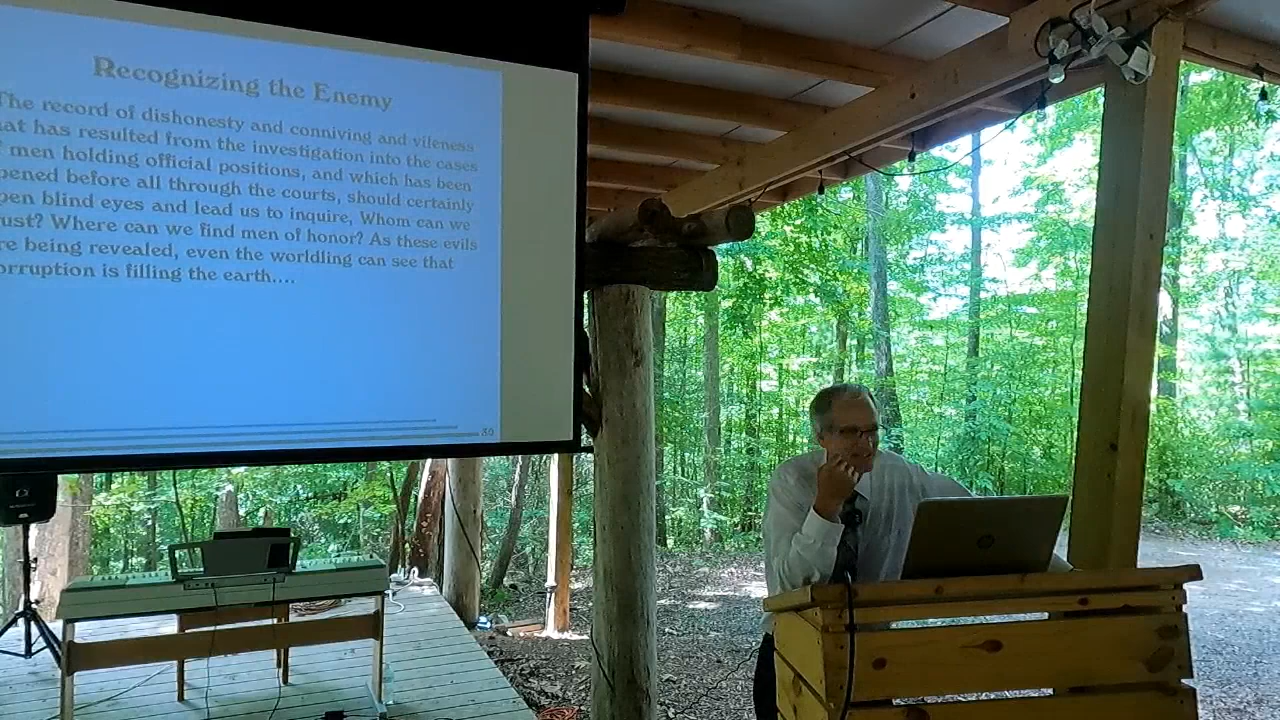 Recognizing the Enemy
The record of dishonesty and conniving and vileness
at has resulted from the investigation into the cases
f men holding official positions, and which has been
pened before all through the courts, should certainly
pen blind eyes and lead us to inquire, Whom can we
rust? Where can we find men of honor? As these evils
re being revealed, even the worldling can see that
orruption is filling the earth....
30
hp